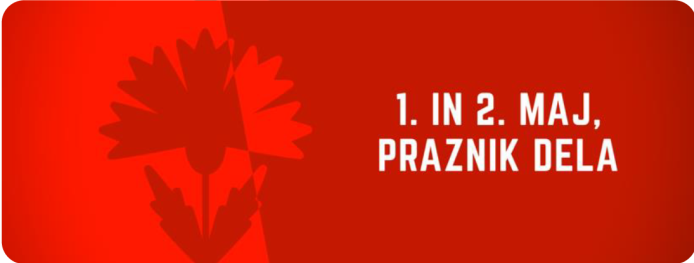 1. IN 2. MAJ,
PRAZNIK DELA